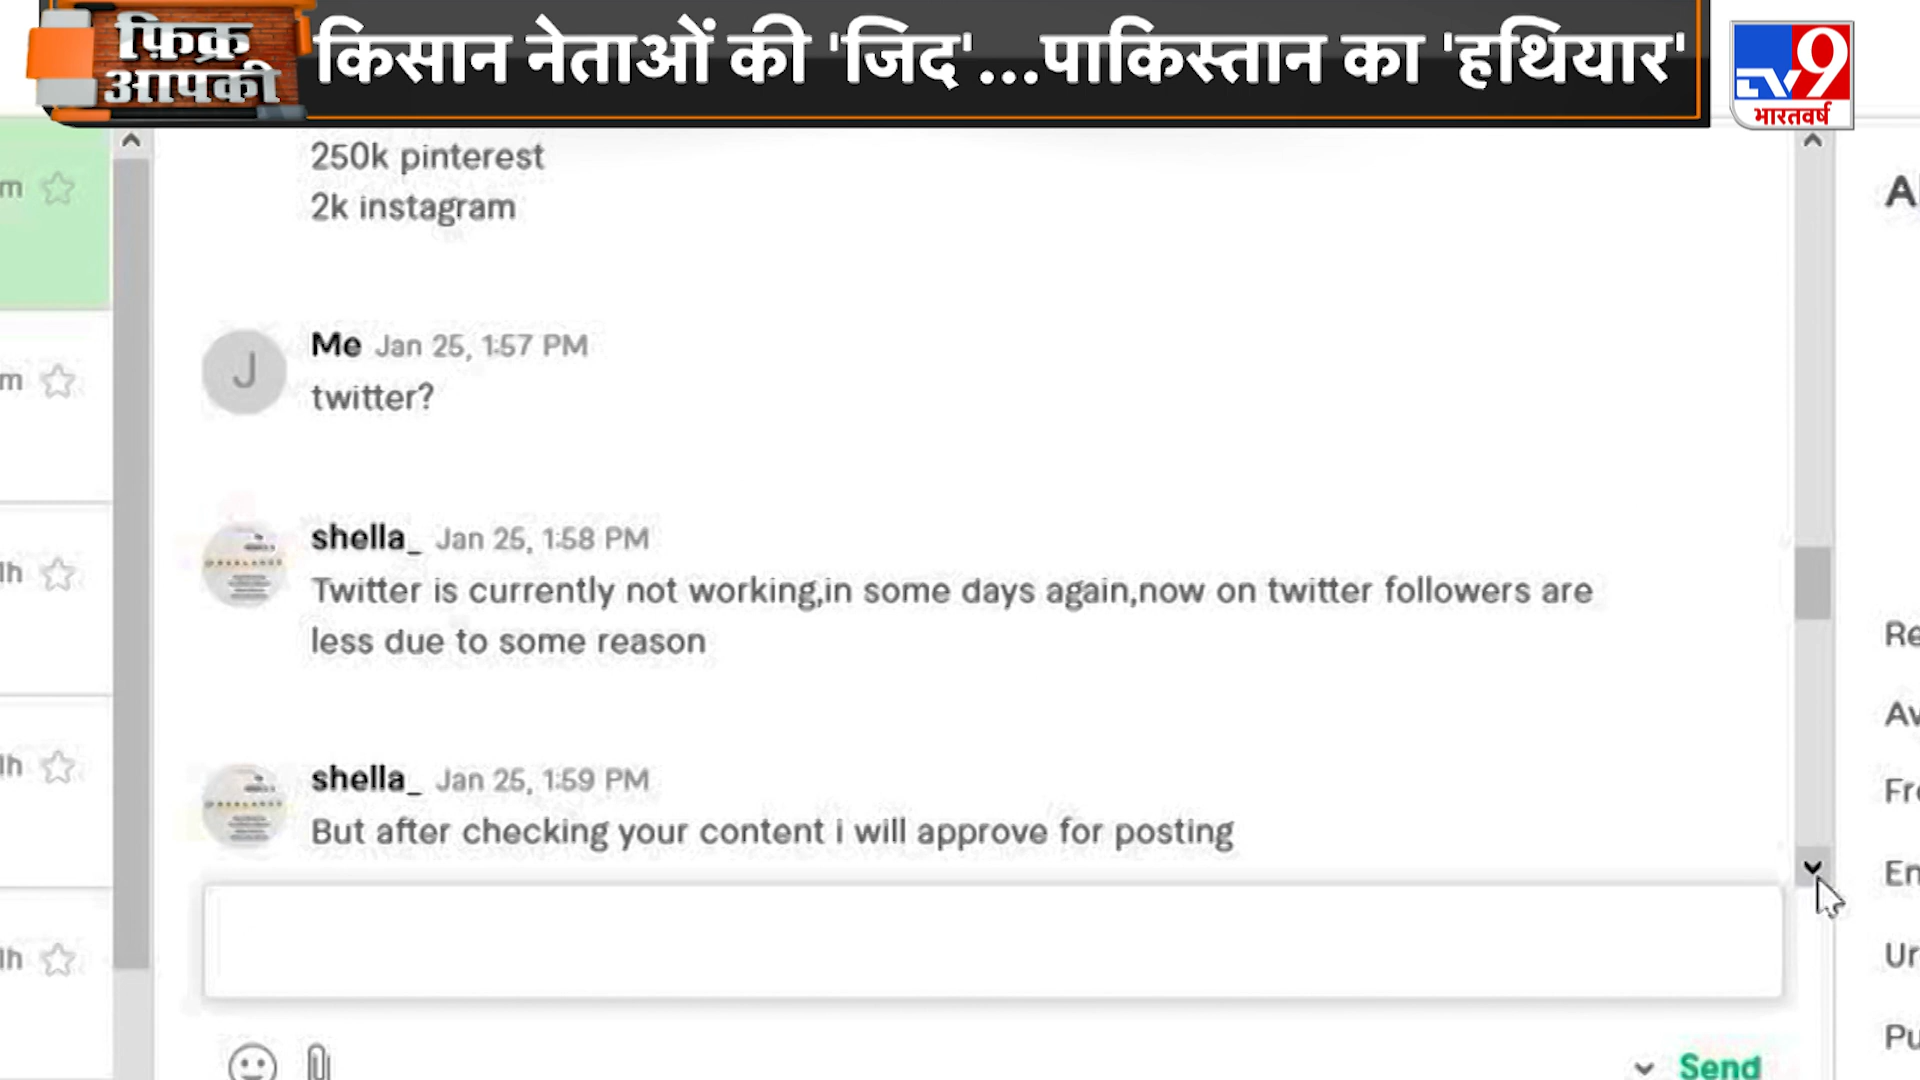 फ़िक्र
आपकी
किसान नेताओं की 'जिद'...पाकिस्तान का 'हथियार'
TV9
भारतवर्ष
250k pinterest
2k instagram
J
Me Jan 25, 1:57 PM
twitter?
shella_ Jan 25, 1:58 PM
Twitter is currently not working,in some days again,now on twitter followers are
less due to some reason
shella_ Jan 25, 1:59 PM
But after checking your content i will approve for posting
Send